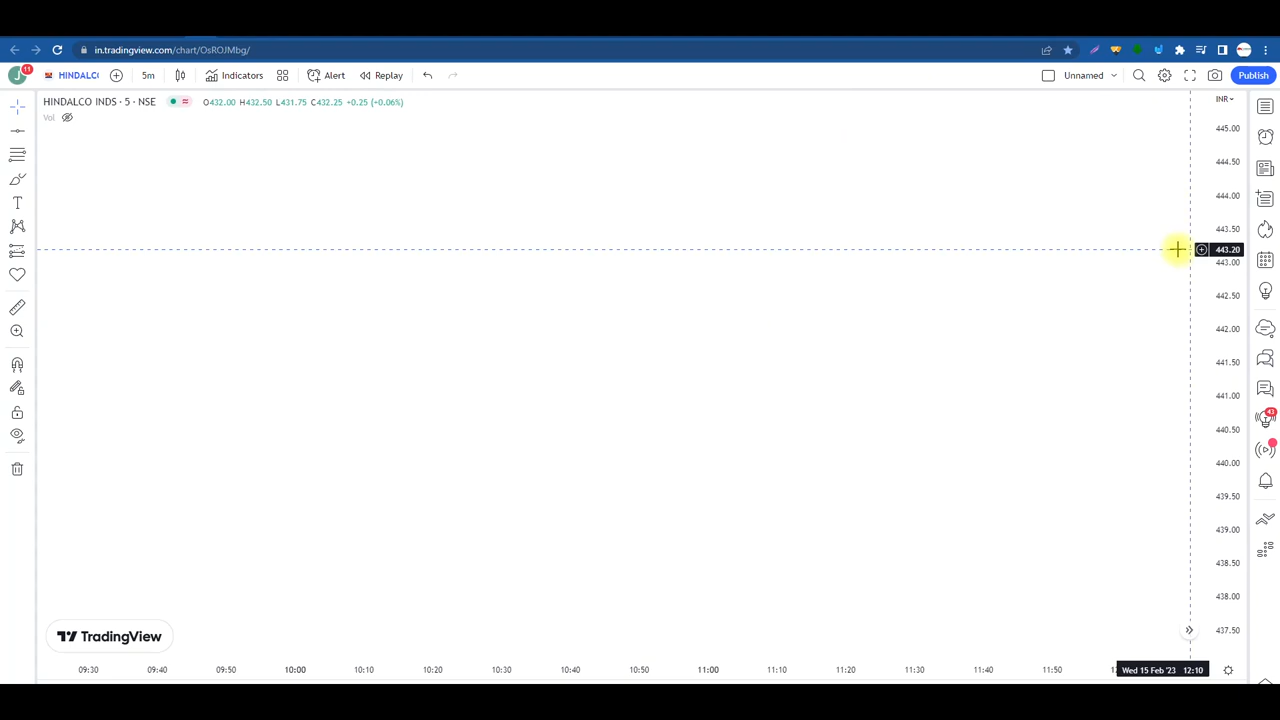 in.tradingview.com/chart/OsROJMbg/
J 11 HINDALCO 5m Indicators Alert Replay Unnamed Publish
HINDALCO INDS · 5 · NSE O432.00 H432.50 L431.75 C432.25 +0.25 (+0.06%)
INR
Vol
445.00
444.50
444.00
443.50
443.20
443.00
442.50
442.00
441.50
441.00
440.50
440.00
439.50
439.00
438.50
438.00
437.50
43
TradingView
09:30 09:40 09:50 10:00 10:10 10:20 10:30 10:40 10:50 11:00 11:10 11:20 11:30 11:40 11:50 Wed 15 Feb '23 12:10